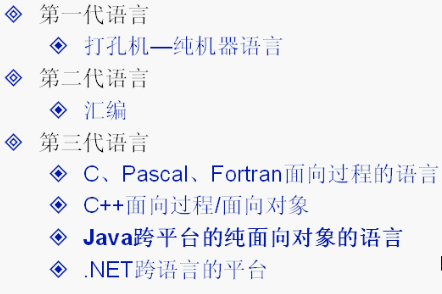 第一代语言
打孔机—纯机器语言
第二代语言
汇编
第三代语言
C、Pascal、Fortran面向过程的语言
C++面向过程/面向对象
Java跨平台的纯面向对象的语言
.NET跨语言的平台